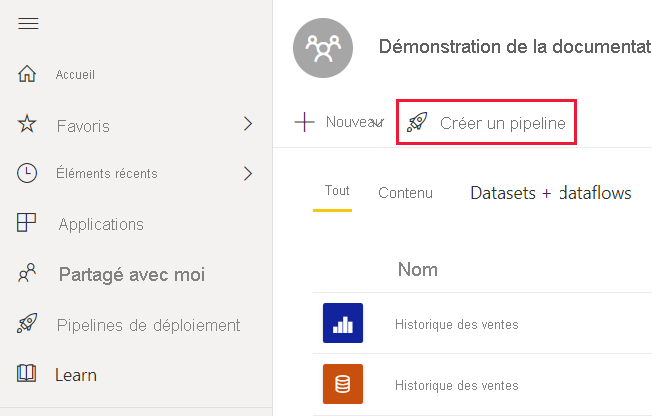 Démonstration de la documentat
Accueil
Favoris
Éléments récents
Applications
Partagé avec moi
Pipelines de déploiement
Learn
Nouveau
Créer un pipeline
Tout
Contenu
Datasets + dataflows
Nom
Historique des ventes
Historique des ventes